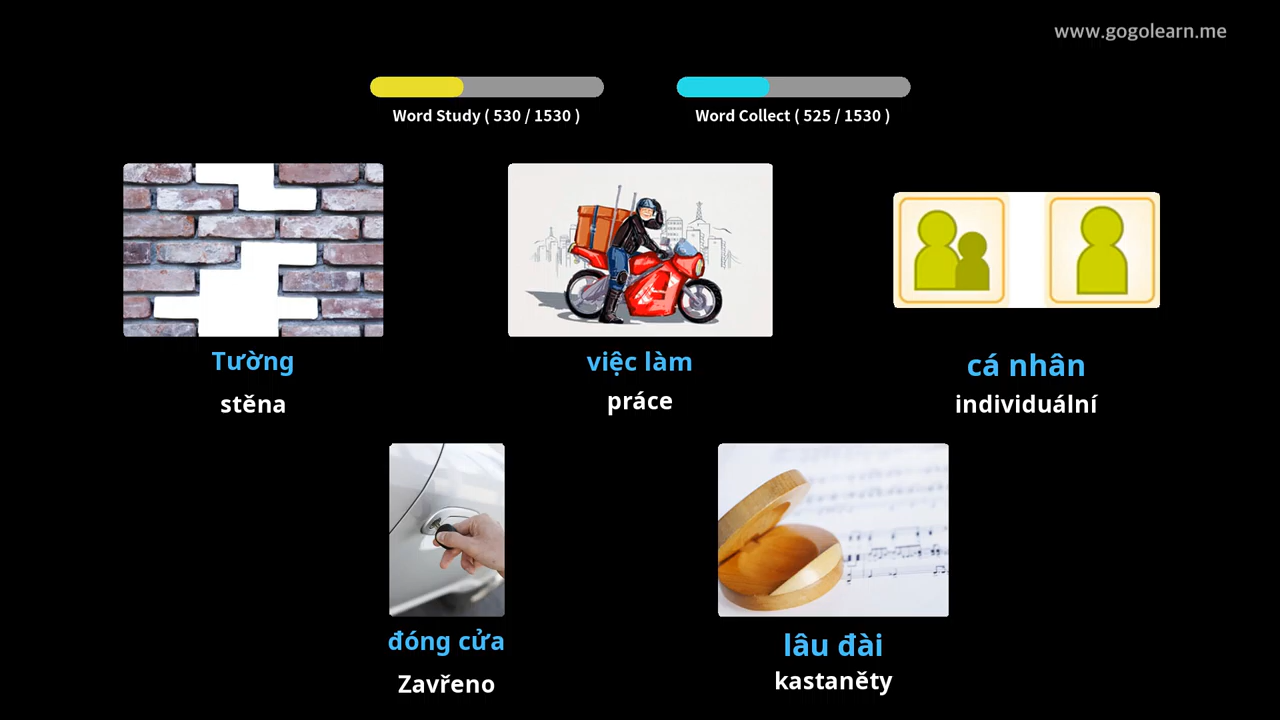 www.gogolearn.me
Word Study ( 530 / 1530 )
Word Collect ( 525 / 1530 )
Tường
việc làm
cá nhân
stěna
práce
individuální
đóng cửa
lâu đài
Zavřeno
kastaněty